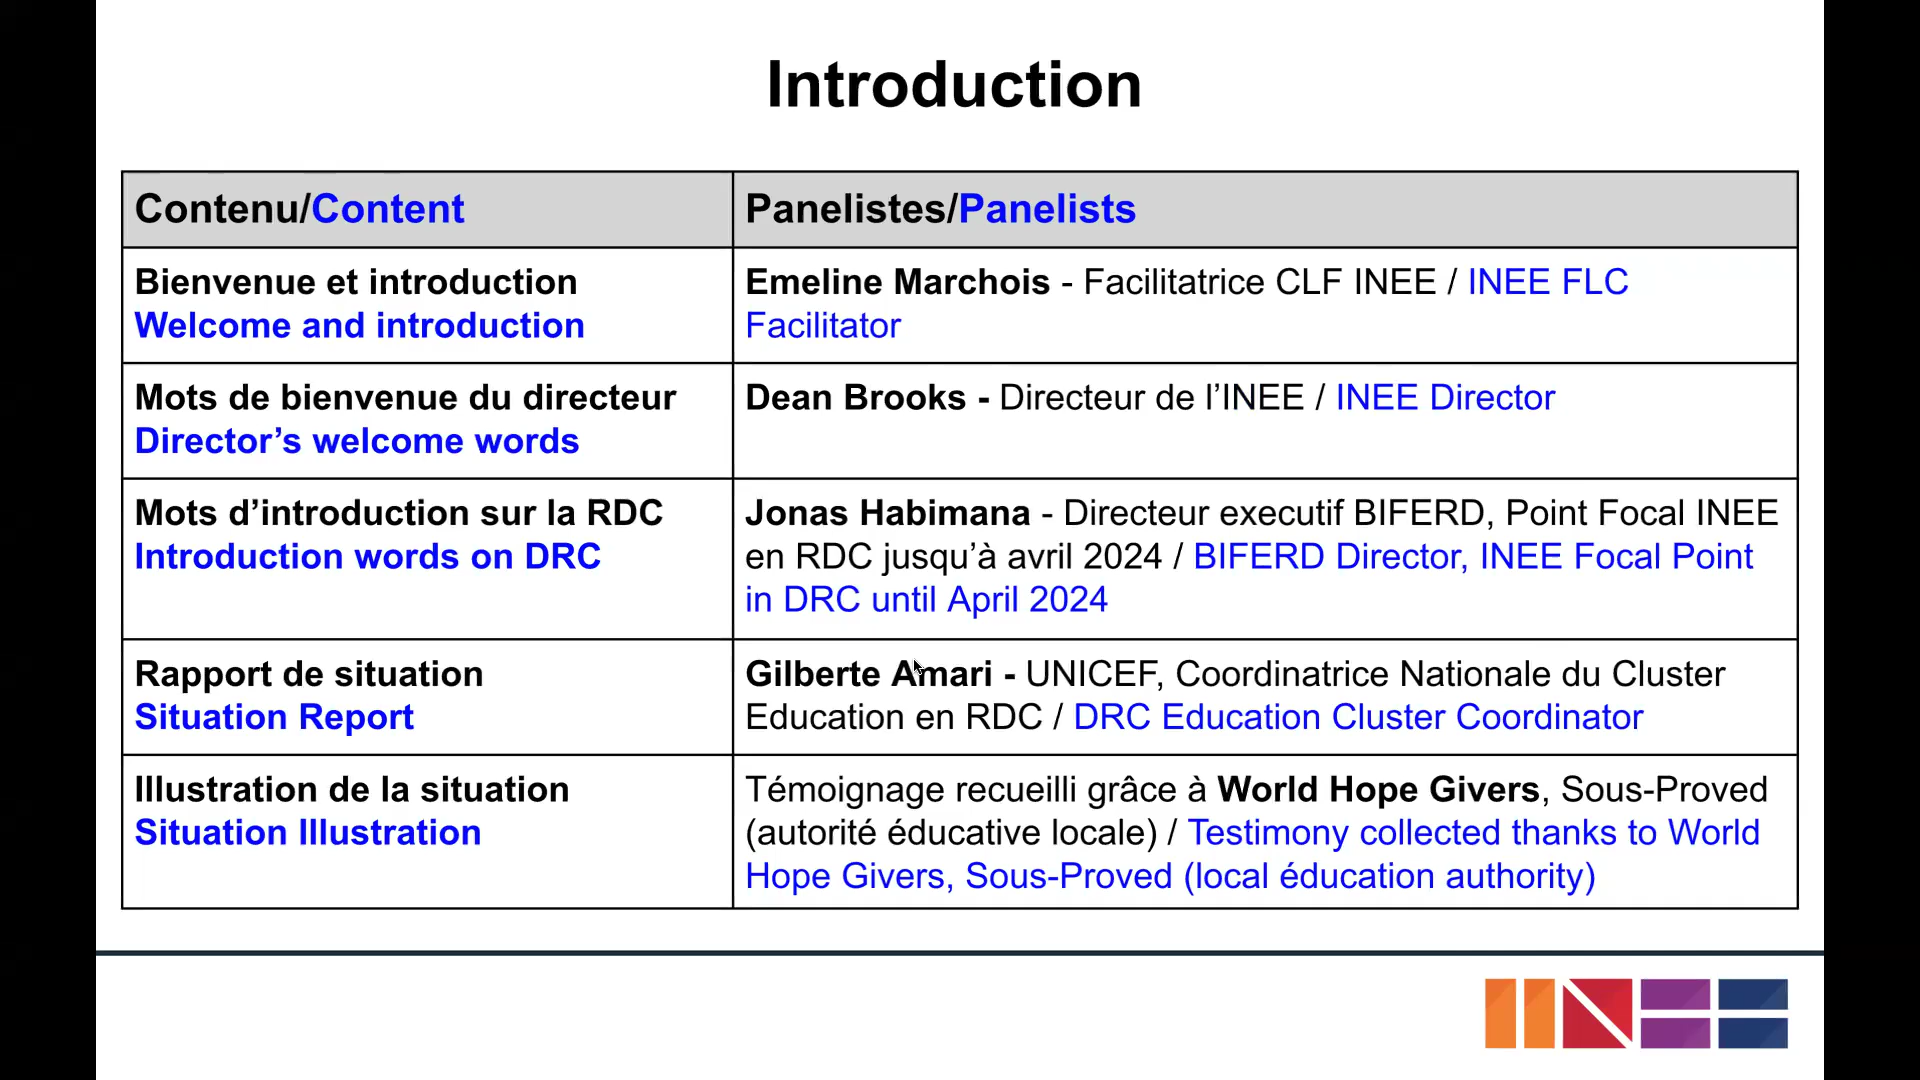 Introduction
Contenu/Content
Panelistes/Panelists
Bienvenue et introduction
Welcome and introduction
Emeline Marchois - Facilitatrice CLF INEE / INEE FLC
Facilitator
Mots de bienvenue du directeur
Director’s welcome words
Dean Brooks - Directeur de l’INEE / INEE Director
Mots d’introduction sur la RDC
Introduction words on DRC
Jonas Habimana - Directeur executif BIFERD, Point Focal INEE
en RDC jusqu’à avril 2024 / BIFERD Director, INEE Focal Point
in DRC until April 2024
Rapport de situation
Situation Report
Gilberte Amari - UNICEF, Coordinatrice Nationale du Cluster
Education en RDC / DRC Education Cluster Coordinator
Illustration de la situation
Situation Illustration
Témoignage recueilli grâce à World Hope Givers, Sous-Proved
(autorité éducative locale) / Testimony collected thanks to World
Hope Givers, Sous-Proved (local éducation authority)
INEE